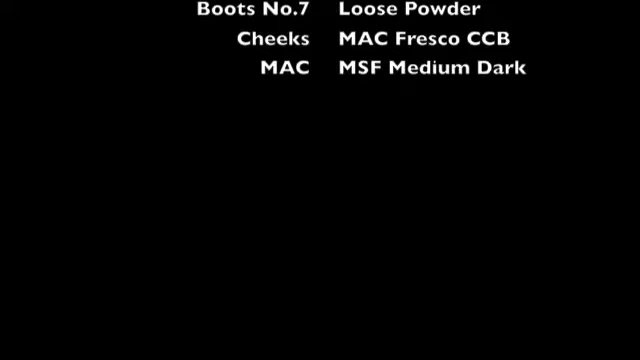 Boots No.7 Loose Powder
Cheeks MAC Fresco CCB
MAC MSF Medium Dark